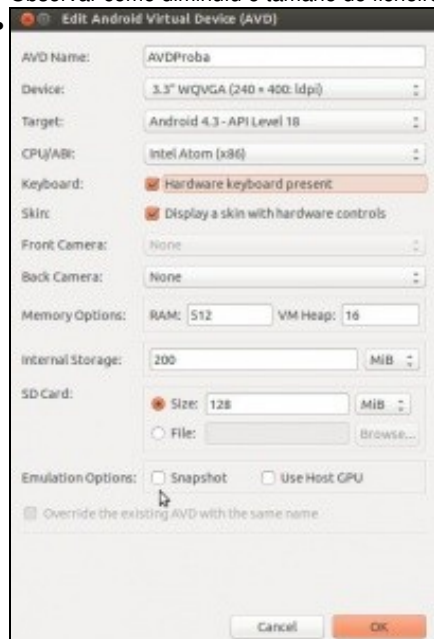 Observar como diminuiu o tamaño do ficheiro
Edit Android Virtual Device (AVD)
AVD Name: AVDProba
Device: 3.3" WQVGA (240 × 400: ldpi)
Target: Android 4.3 - API Level 18
CPU/ABI: Intel Atom (x86)
Keyboard: Hardware keyboard present
Skin: Display a skin with hardware controls
Front Camera: None
Back Camera: None
Memory Options: RAM: 512 VM Heap: 16
Internal Storage: 200 MiB
SD Card:
Size: 128 MiB
File: Browse...
Emulation Options: Snapshot Use Host GPU
Override the existing AVD with the same name
Cancel OK